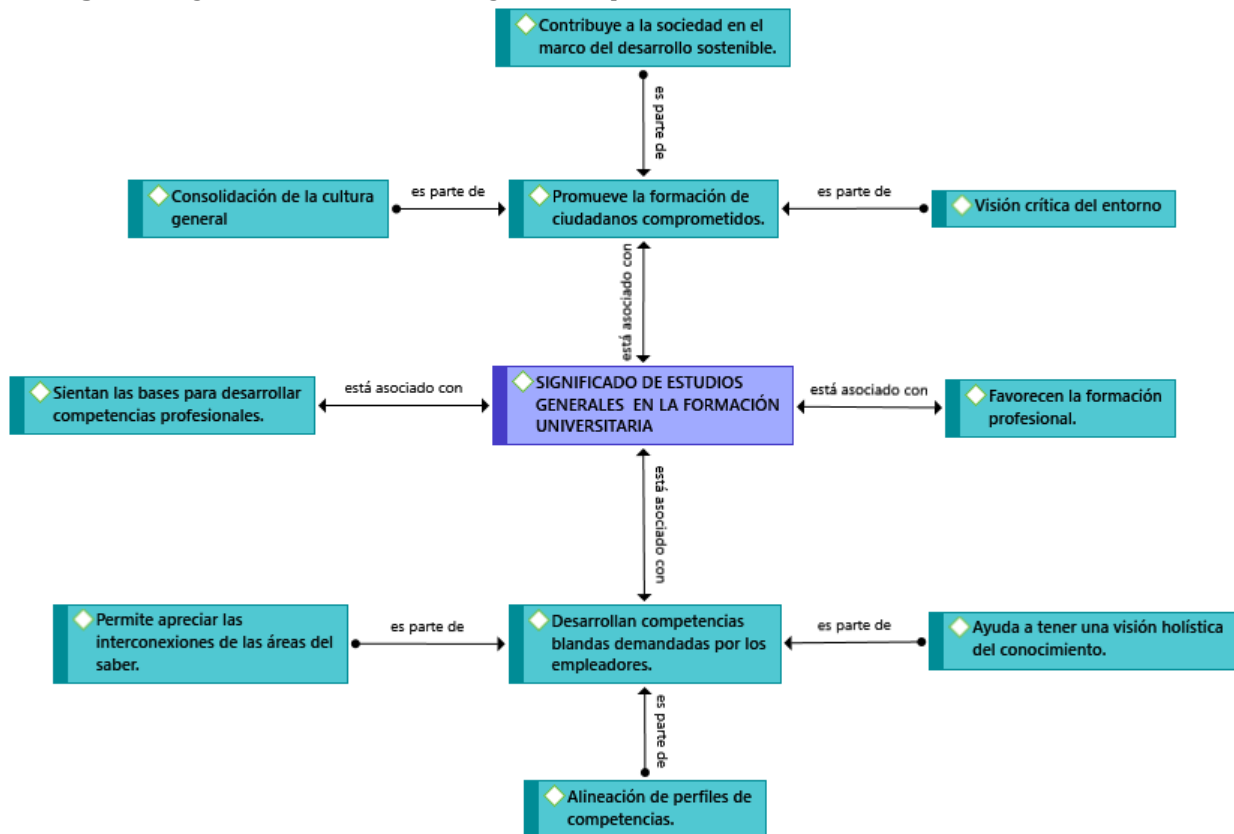 Contribuye a la sociedad en el
marco del desarrollo sostenible.
es parte de
Consolidación de la cultura
general
es parte de
Promueve la formación de
ciudadanos comprometidos.
es parte de
Visión crítica del entorno
está asociado con
Sientan las bases para desarrollar
competencias profesionales.
está asociado con
SIGNIFICADO DE ESTUDIOS
GENERALES EN LA FORMACIÓN
UNIVERSITARIA
está asociado con
Favorecen la formación
profesional.
está asociado con
Permite apreciar las
interconexiones de las áreas del
saber.
es parte de
Desarrollan competencias
blandas demandadas por los
empleadores.
es parte de
Ayuda a tener una visión holística
del conocimiento.
es parte de
Alineación de perfiles de
competencias.